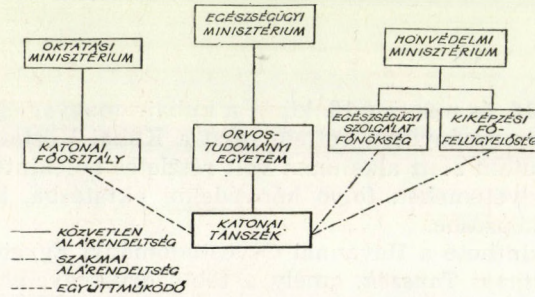 OKTATÁSI
MINISZTÉRIUM
EGÉSZSÉGÜGYI
MINISZTÉRIUM
HONVÉDELMI
MINISZTÉRIUM
KATONAI
FŐOSZTÁLY
ORVOS-
TUDOMÁNYI
EGYETEM
EGÉSZSÉGÜGYI
SZOLGÁLAT
FŐNÖKSÉG
KIKÉPZÉSI
FŐ-
FELÜGYELŐSÉG
KATONAI
TANSZÉK
KÖZVETLEN
ALÁRENDELTSÉG
SZAKMAI
ALÁRENDELTSÉG
EGYÜTTMŰKÖDŐ